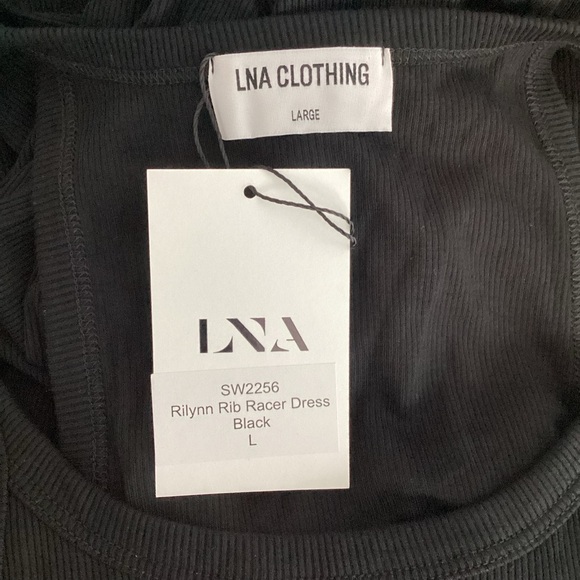 LNA CLOTHING
LARGE
LNA
SW2256
Rilynn Rib Racer Dress
Black
L